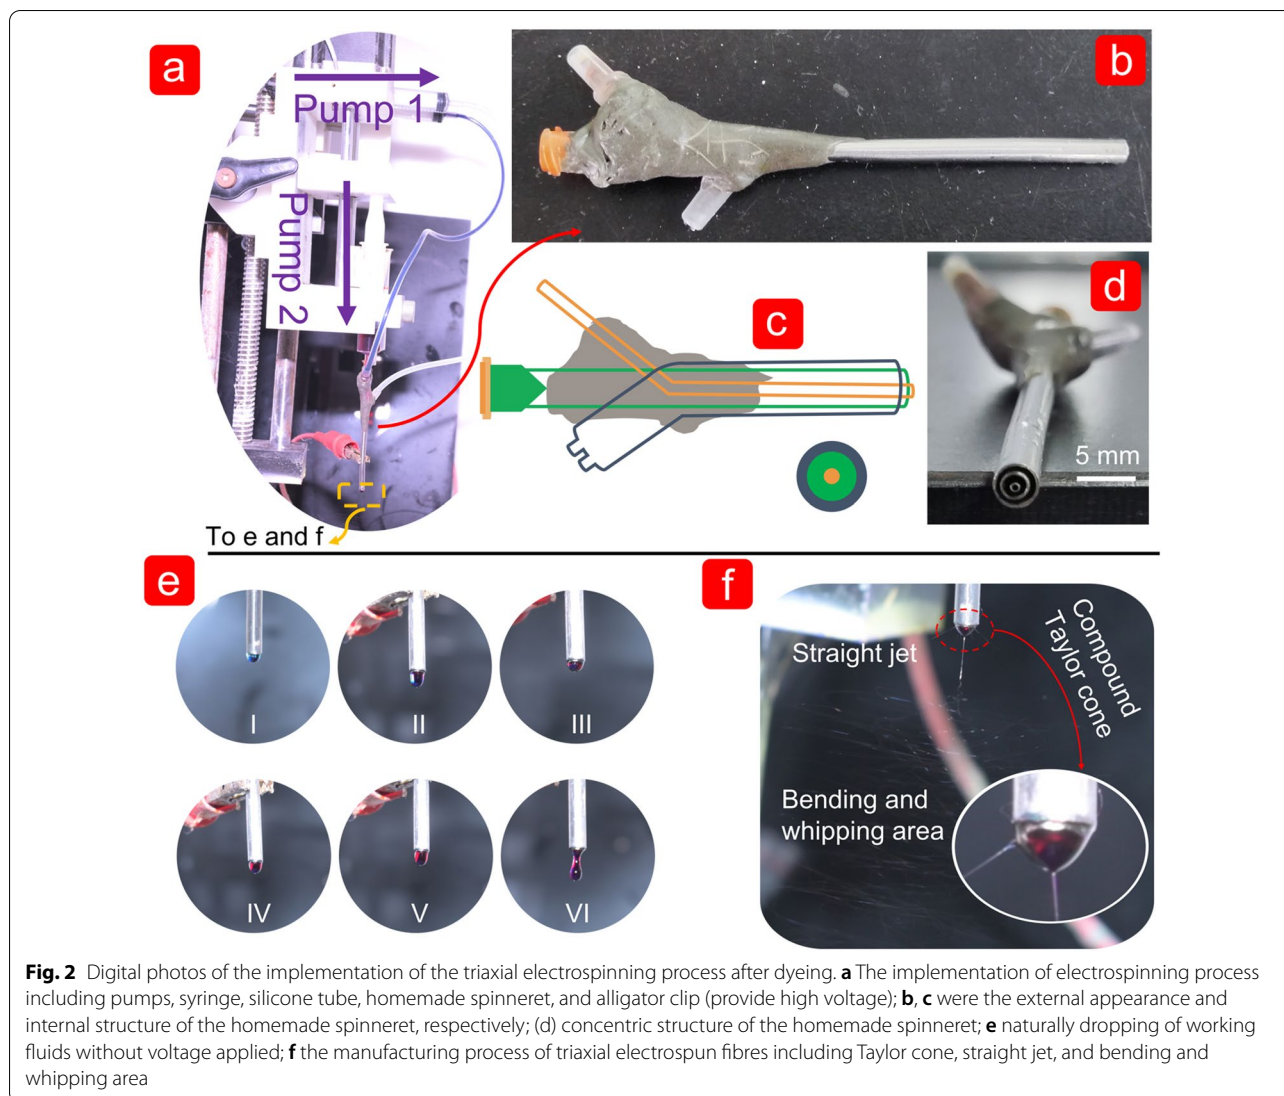 a
Pump 1
Pump 2
To e and f
b
c
d
5 mm
e
I
II
III
IV
V
VI
f
Straight jet
Compound
Taylor cone
Bending and
whipping area
Fig. 2 Digital photos of the implementation of the triaxial electrospinning process after dyeing. a The implementation of electrospinning process
including pumps, syringe, silicone tube, homemade spinneret, and alligator clip (provide high voltage); b, c were the external appearance and
internal structure of the homemade spinneret, respectively; (d) concentric structure of the homemade spinneret; e naturally dropping of working
fluids without voltage applied; f the manufacturing process of triaxial electrospun fibres including Taylor cone, straight jet, and bending and
whipping area